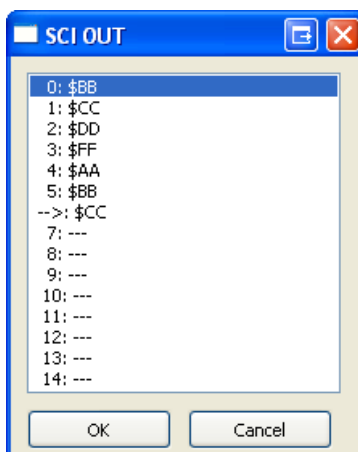 SCI OUT
0: $BB
1: $CC
2: $DD
3: $FF
4: $AA
5: $BB
-->: $CC
7: ---
8: ---
9: ---
10: ---
11: ---
12: ---
13: ---
14: ---
OK Cancel